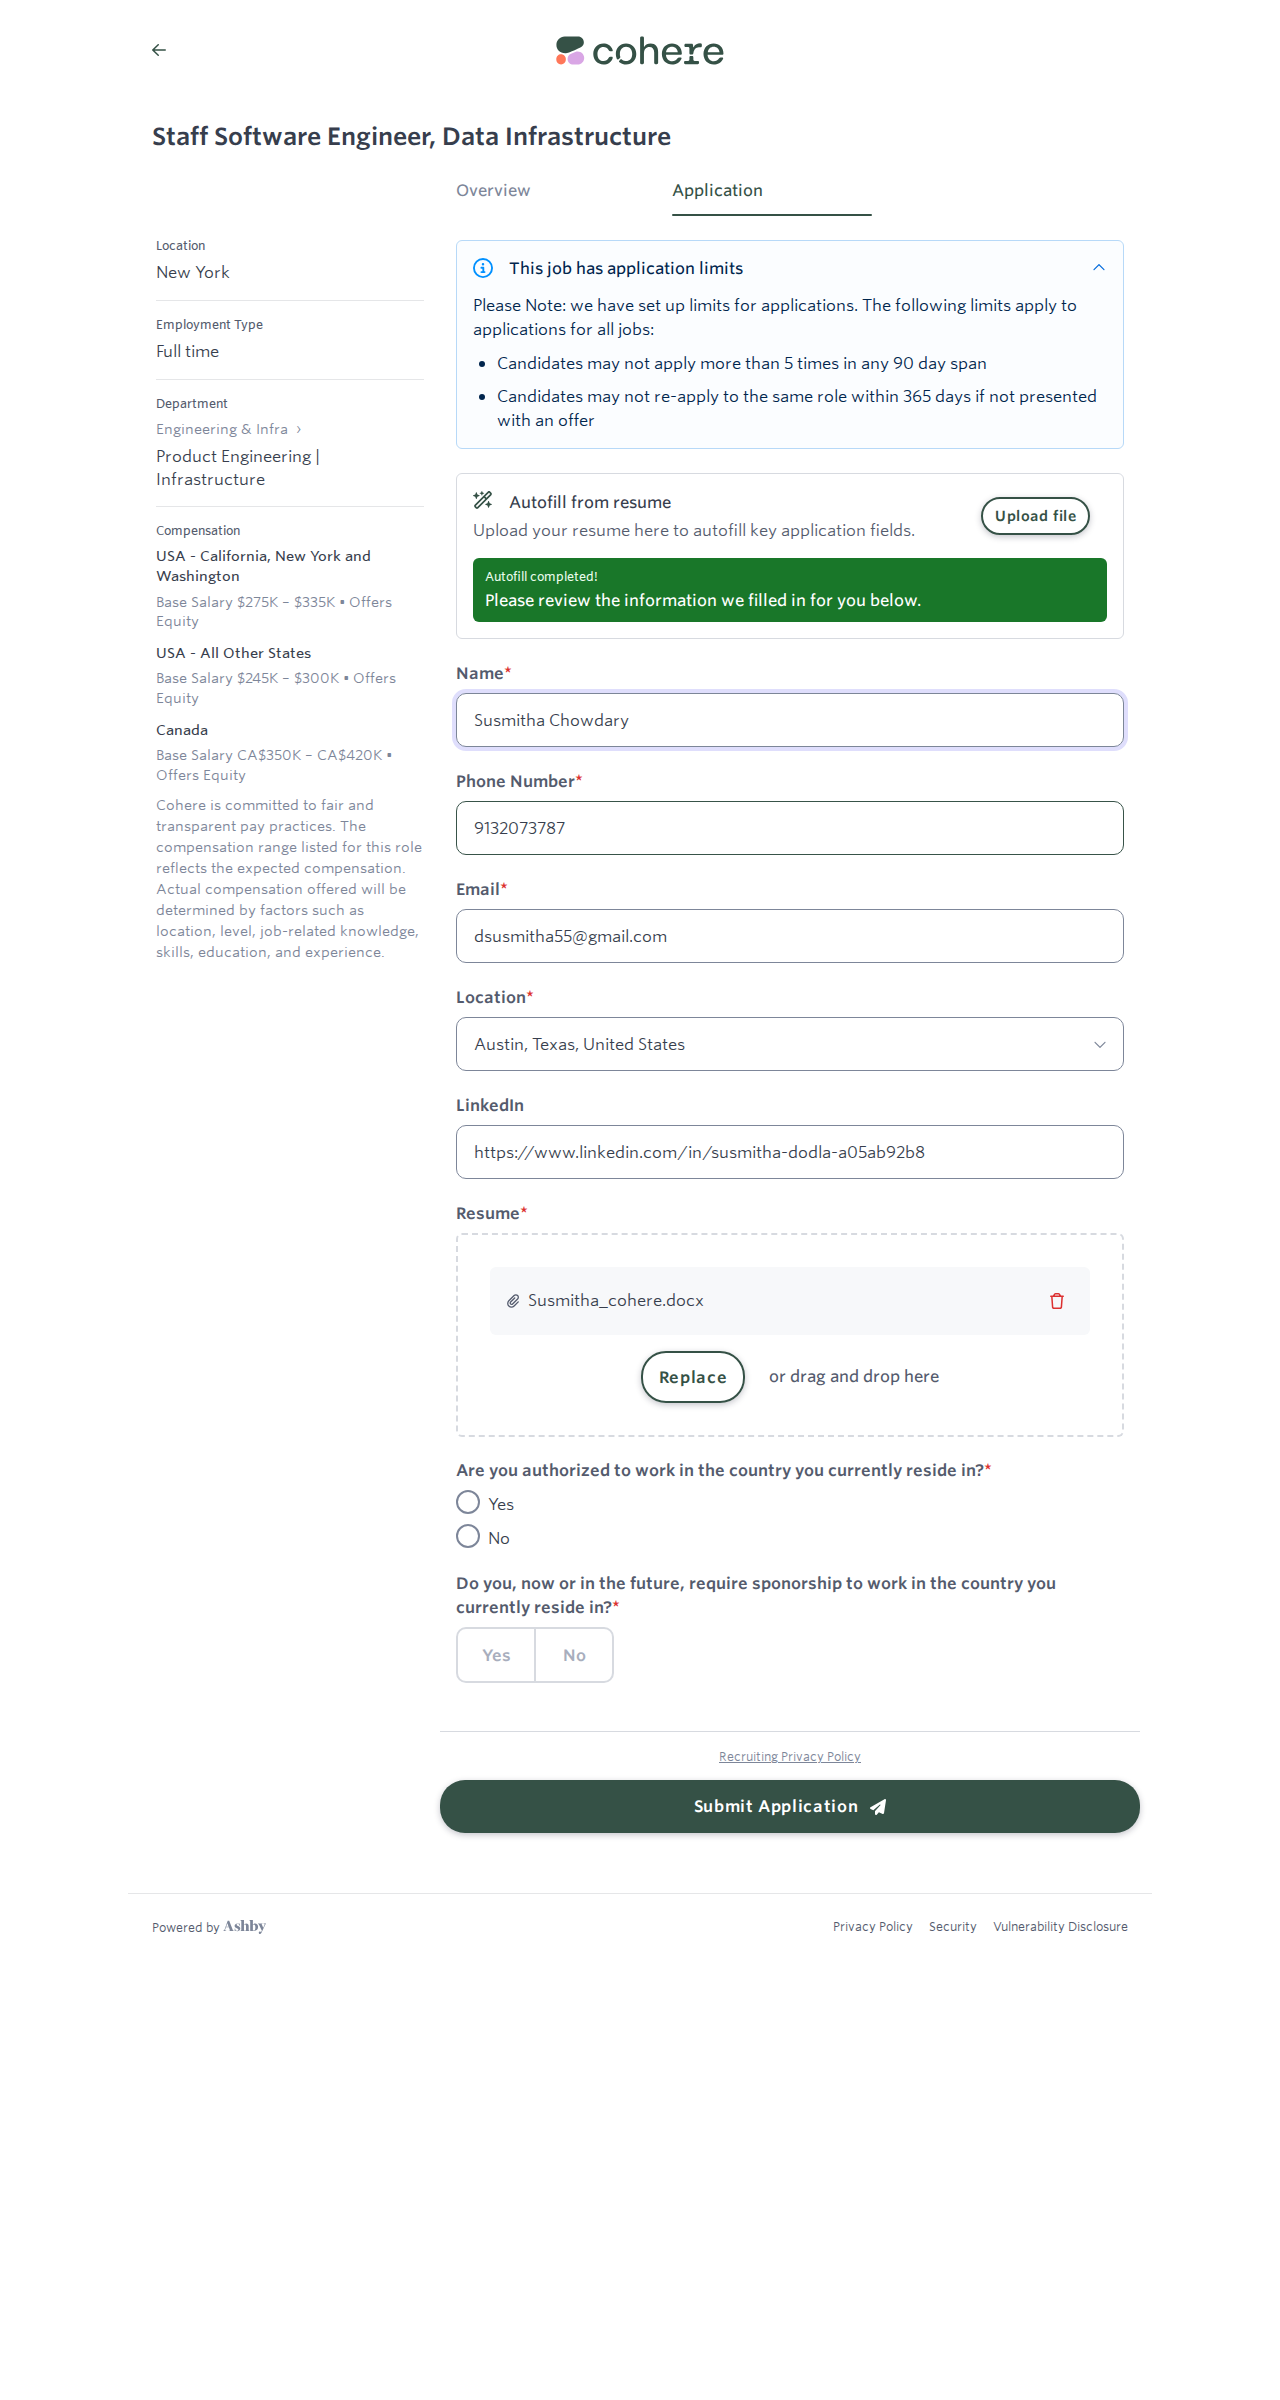 cohere
Staff Software Engineer, Data Infrastructure
Overview
Application
Location
New York
Employment Type
Full time
Department
Engineering & Infra ›
Product Engineering |
Infrastructure
Compensation
USA - California, New York and
Washington
Base Salary $275K – $335K • Offers
Equity
USA - All Other States
Base Salary $245K – $300K • Offers
Equity
Canada
Base Salary CA$350K – CA$420K •
Offers Equity
Cohere is committed to fair and
transparent pay practices. The
compensation range listed for this role
reflects the expected compensation.
Actual compensation offered will be
determined by factors such as
location, level, job-related knowledge,
skills, education, and experience.
This job has application limits
Please Note: we have set up limits for applications. The following limits apply to
applications for all jobs:
• Candidates may not apply more than 5 times in any 90 day span
• Candidates may not re-apply to the same role within 365 days if not presented
with an offer
Autofill from resume
Upload your resume here to autofill key application fields.
Upload file
Autofill completed!
Please review the information we filled in for you below.
Name*
Susmitha Chowdary
Phone Number*
9132073787
Email*
dsusmitha55@gmail.com
Location*
Austin, Texas, United States
LinkedIn
https://www.linkedin.com/in/susmitha-dodla-a05ab92b8
Resume*
Susmitha_cohere.docx
Replace
or drag and drop here
Are you authorized to work in the country you currently reside in?*
Yes
No
Do you, now or in the future, require sponorship to work in the country you
currently reside in?*
Yes
No
Recruiting Privacy Policy
Submit Application
Powered by Ashby
Privacy Policy
Security
Vulnerability Disclosure